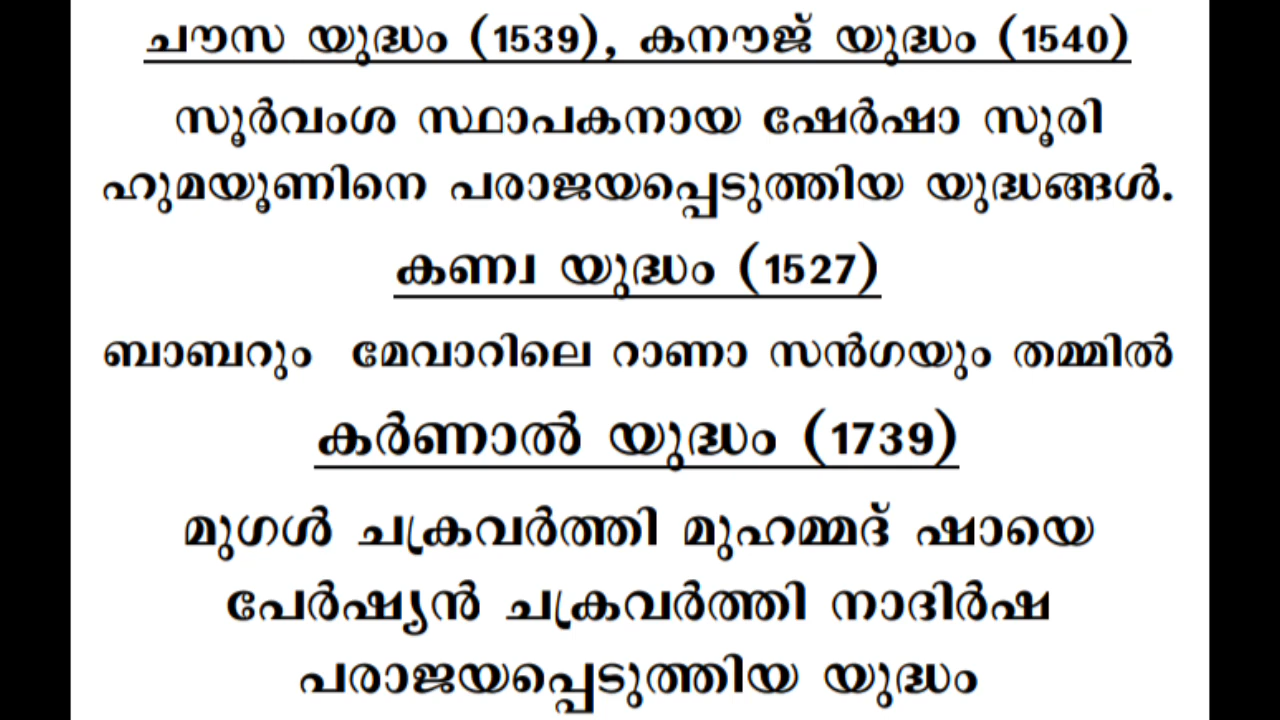 ചൗസ യുദ്ധം (1539), കനൗജ് യുദ്ധം (1540)
സൂർവംശ സ്ഥാപകനായ ഷേർഷാ സൂരി
ഹുമയൂണിനെ പരാജയപ്പെടുത്തിയ യുദ്ധങ്ങൾ.
കണ്വ യുദ്ധം (1527)
ബാബറും മേവാറിലെ റാണാ സൻഗയും തമ്മിൽ
കർണാൽ യുദ്ധം (1739)
മുഗൾ ചക്രവർത്തി മുഹമ്മദ് ഷായെ
പേർഷ്യൻ ചക്രവർത്തി നാദിർഷ
പരാജയപ്പെടുത്തിയ യുദ്ധം